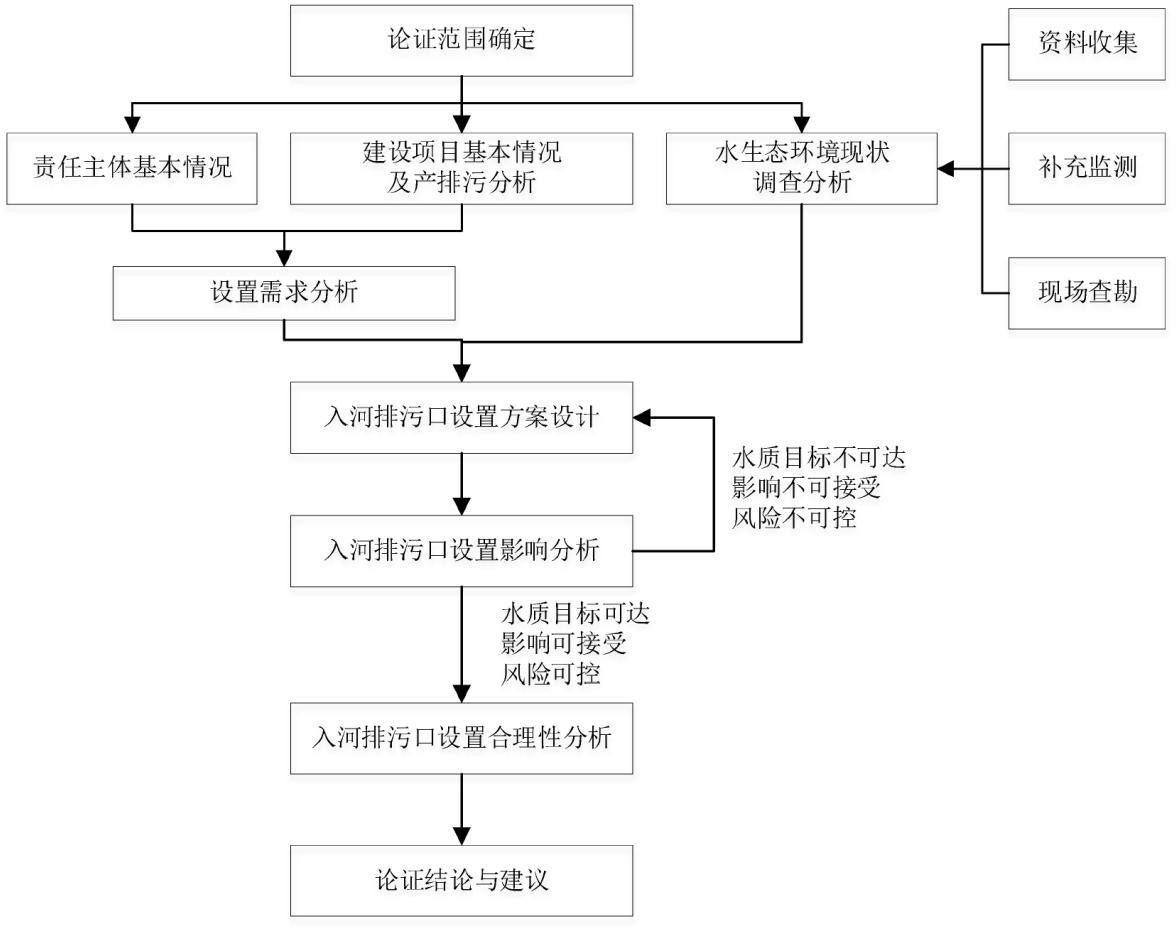 论证范围确定
资料收集
责任主体基本情况
建设项目基本情况
及产排污分析
水生态环境现状
调查分析
补充监测
设置需求分析
现场查勘
入河排污口设置方案设计
水质目标不可达
影响不可接受
风险不可控
入河排污口设置影响分析
水质目标可达
影响可接受
风险可控
入河排污口设置合理性分析
论证结论与建议